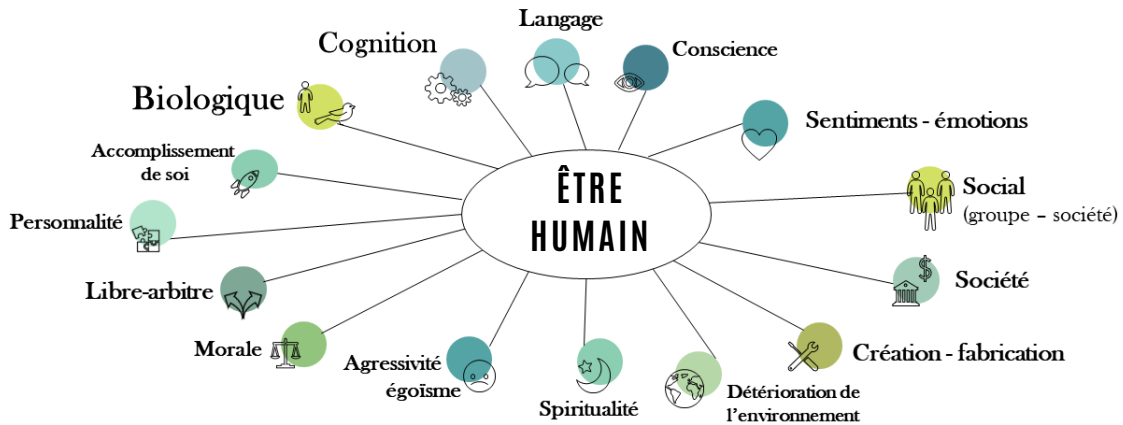 Langage
Cognition
Conscience
Biologique
Sentiments - émotions
Accomplissement
de soi
ÊTRE
HUMAIN
Social
(groupe – société)
Personnalité
Société
Libre-arbitre
Morale
Création - fabrication
Agressivité
égoïsme
Spiritualité
Détérioration de
l’environnement